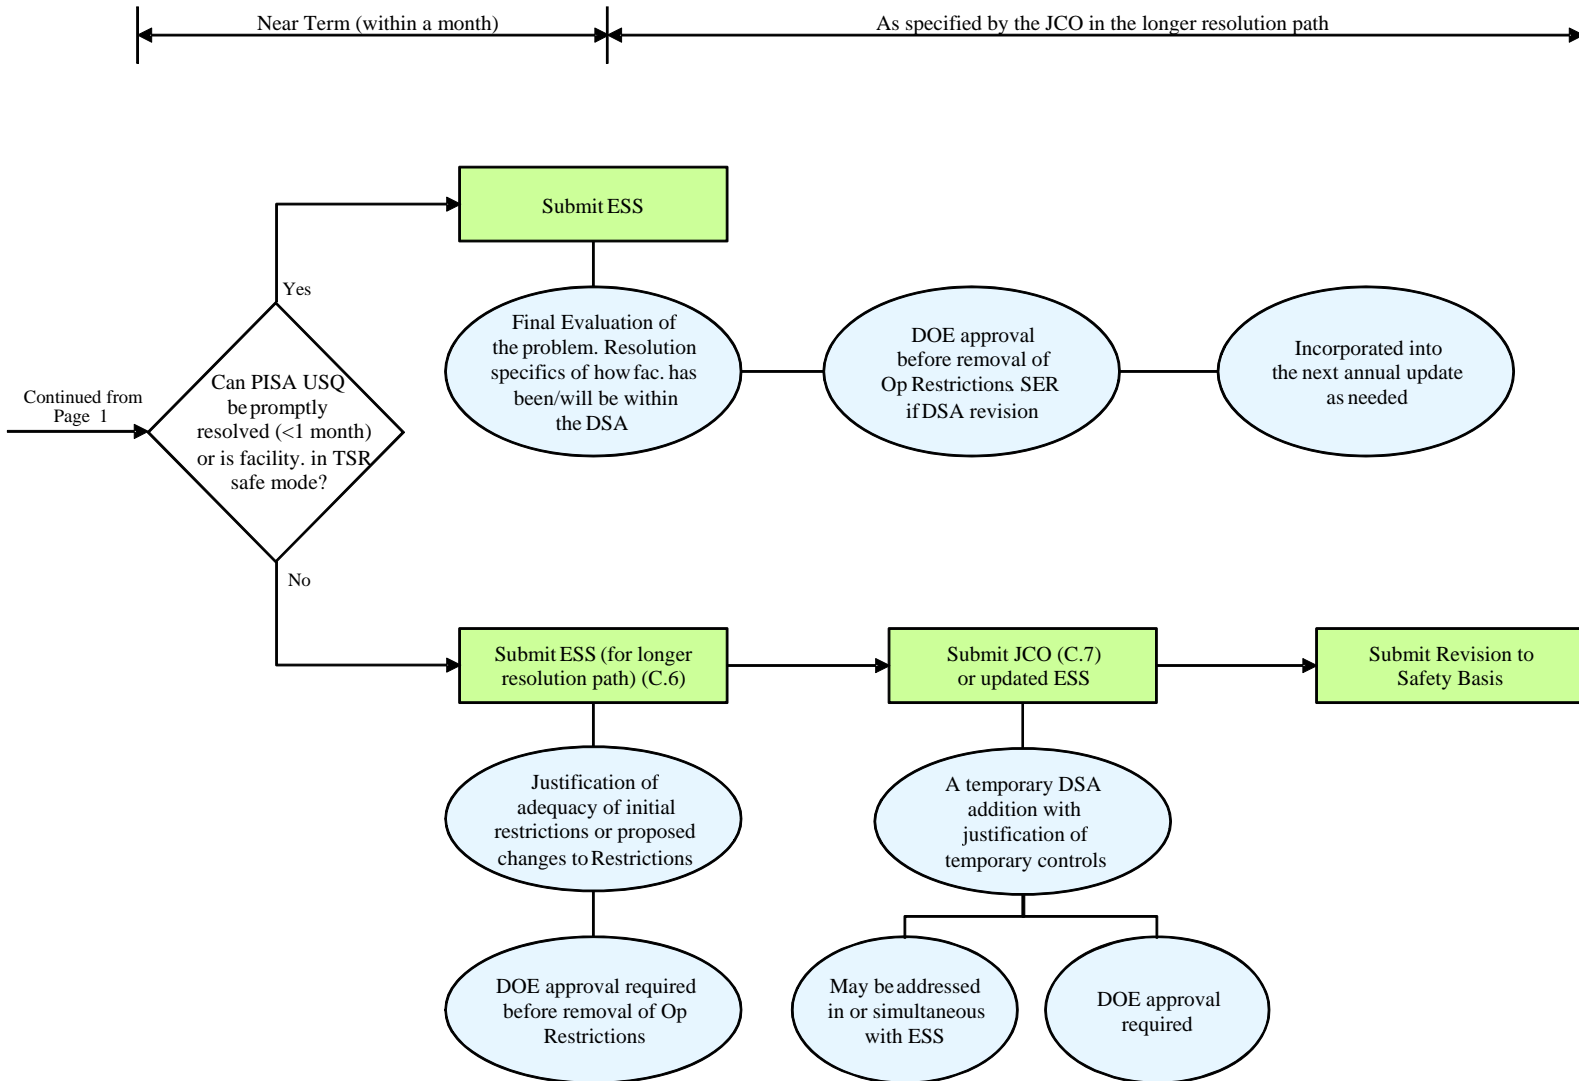 Near Term (within a month)
As specified by the JCO in the longer resolution path
Submit ESS
Yes
Final Evaluation of
the problem. Resolution
specifics of how fac. has
been/will be within
the DSA
DOE approval
before removal of
Op Restrictions. SER
if DSA revision
Incorporated into
the next annual update
as needed
Continued from
Page 1
Can PISA USQ
be promptly
resolved (<1 month)
or is facility. in TSR
safe mode?
No
Submit ESS (for longer
resolution path) (C.6)
Submit JCO (C.7)
or updated ESS
Submit Revision to
Safety Basis
Justification of
adequacy of initial
restrictions or proposed
changes to Restrictions
A temporary DSA
addition with
justification of
temporary controls
DOE approval required
before removal of Op
Restrictions
May be addressed
in or simultaneous
with ESS
DOE approval
required